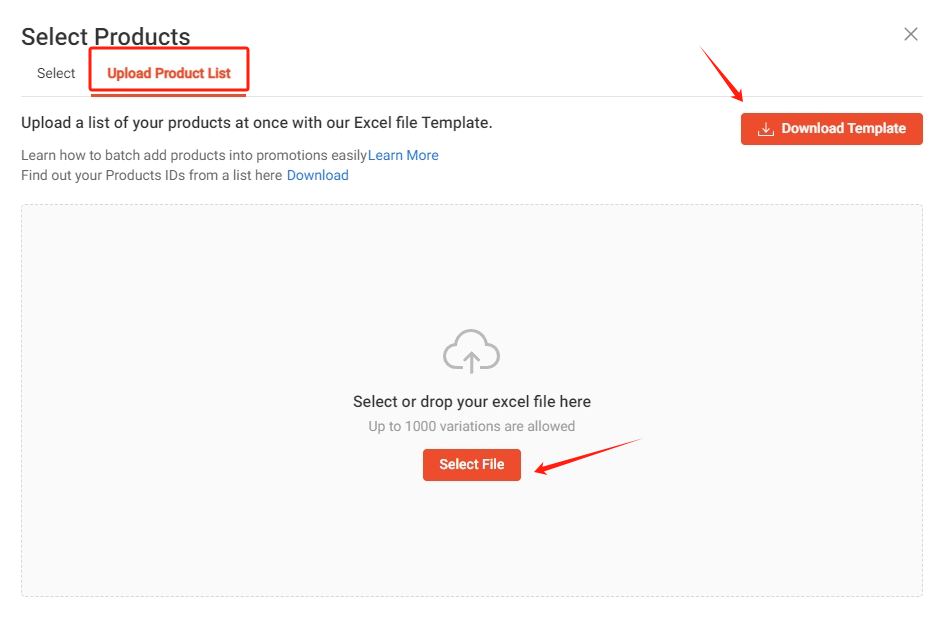 Select Products
Select
Upload Product List
Upload a list of your products at once with our Excel file Template.
Download Template
Learn how to batch add products into promotions easilyLearn More
Find out your Products IDs from a list here Download
Select or drop your excel file here
Up to 1000 variations are allowed
Select File